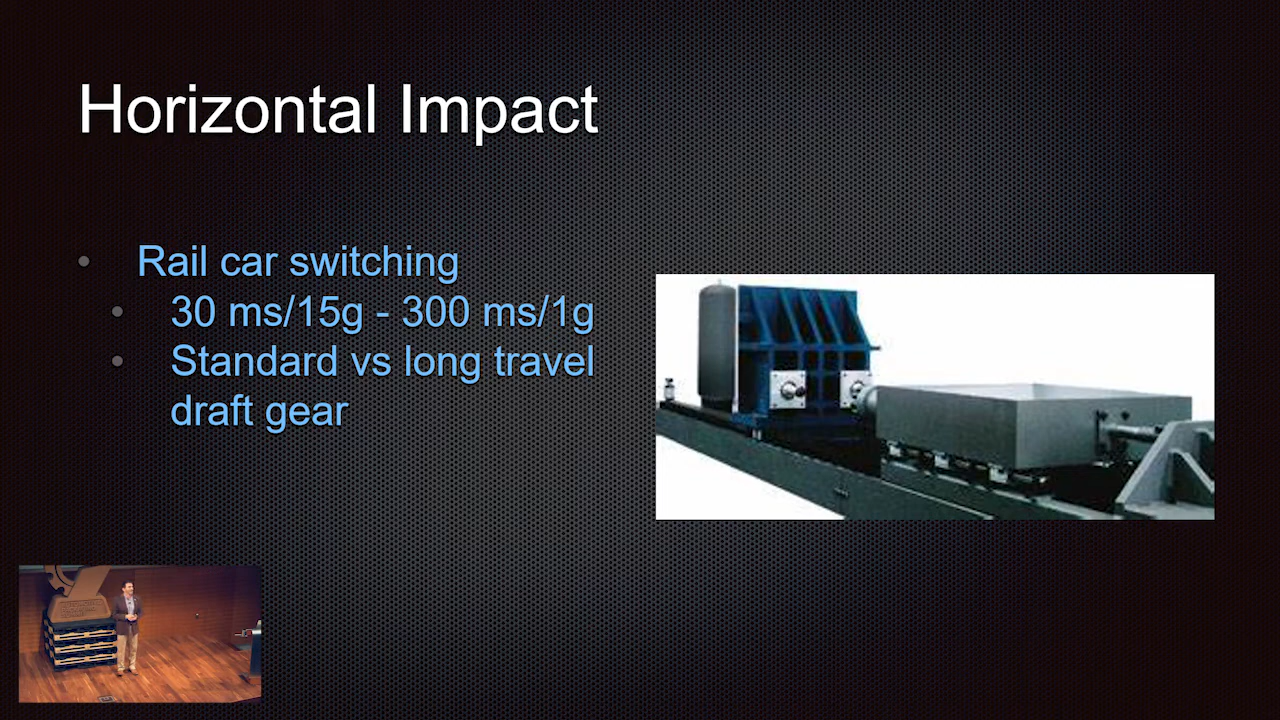 Horizontal Impact
• Rail car switching
• 30 ms/15g - 300 ms/1g
• Standard vs long travel
draft gear